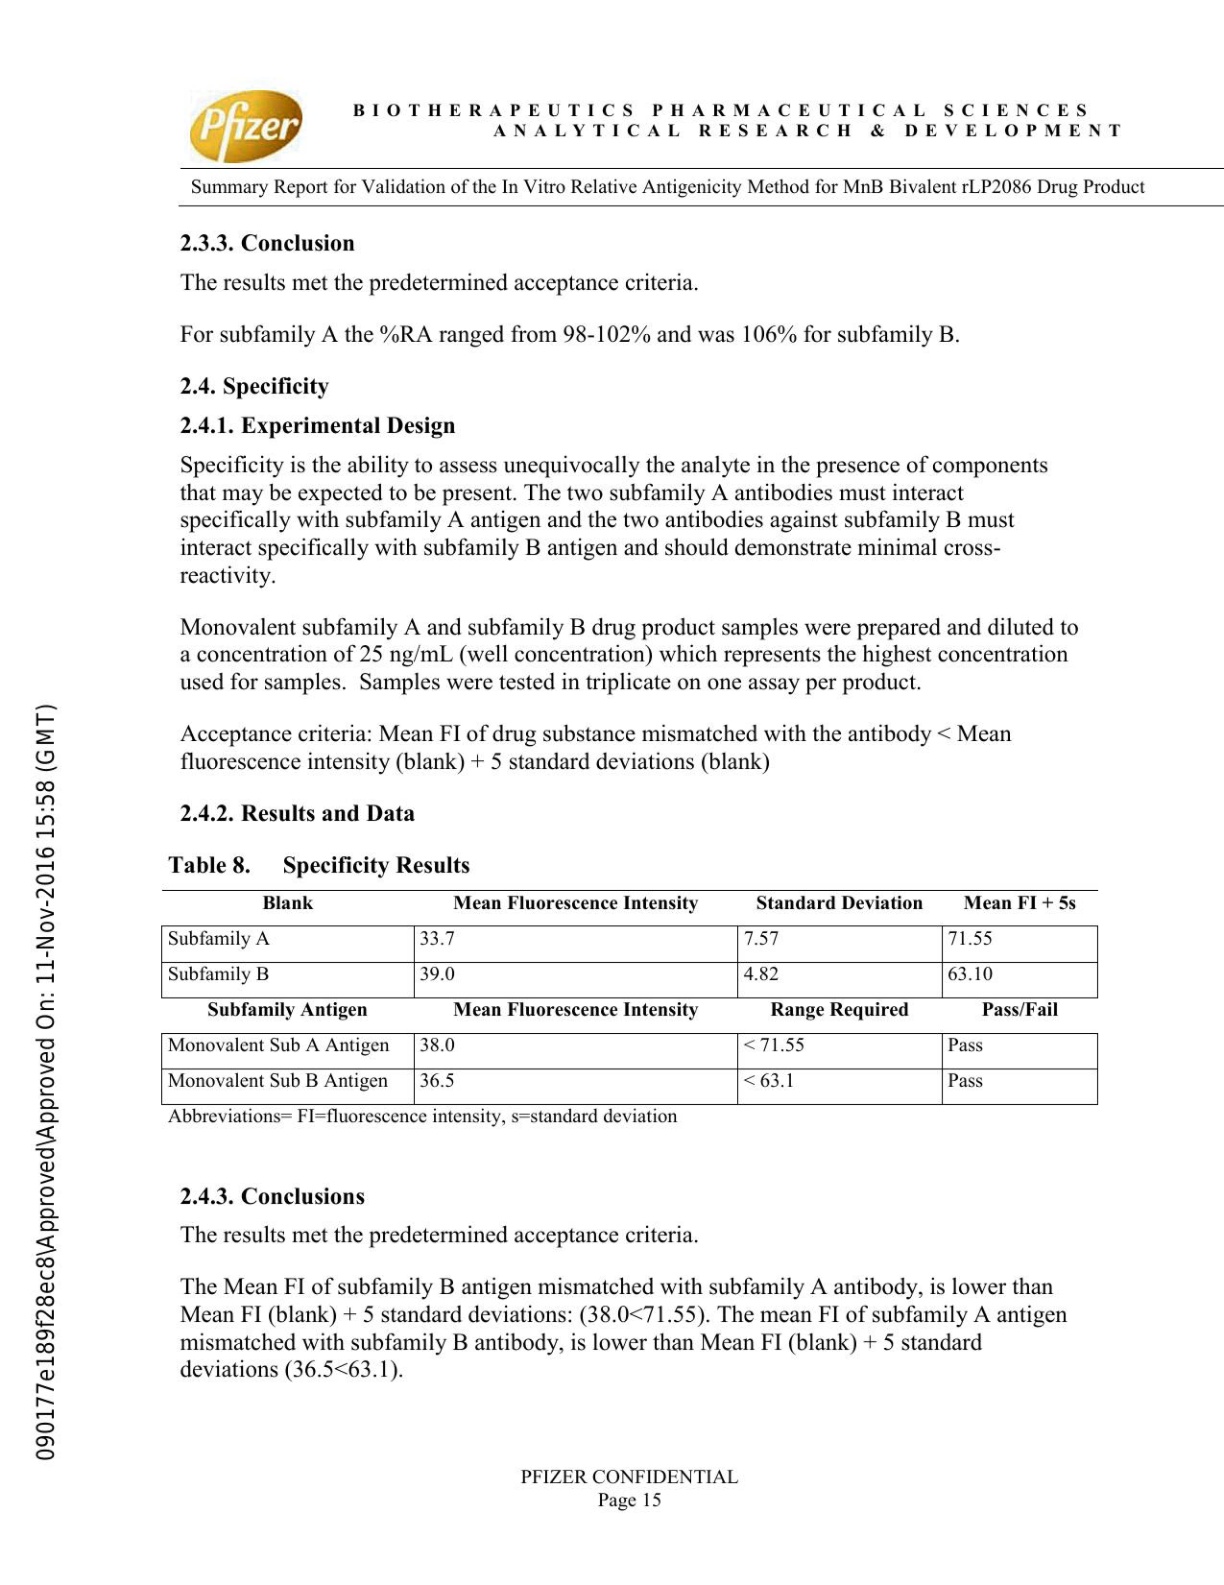 Pfizer
BIOTHERAPEUTICS PHARMACEUTICAL SCIENCES
ANALYTICAL RESEARCH & DEVELOPMENT
Summary Report for Validation of the In Vitro Relative Antigenicity Method for MnB Bivalent rLP2086 Drug Product
2.3.3. Conclusion
The results met the predetermined acceptance criteria.
For subfamily A the %RA ranged from 98-102% and was 106% for subfamily B.
2.4. Specificity
2.4.1. Experimental Design
Specificity is the ability to assess unequivocally the analyte in the presence of components
that may be expected to be present. The two subfamily A antibodies must interact
specifically with subfamily A antigen and the two antibodies against subfamily B must
interact specifically with subfamily B antigen and should demonstrate minimal cross-
reactivity.
Monovalent subfamily A and subfamily B drug product samples were prepared and diluted to
a concentration of 25 ng/mL (well concentration) which represents the highest concentration
used for samples. Samples were tested in triplicate on one assay per product.
Acceptance criteria: Mean FI of drug substance mismatched with the antibody < Mean
fluorescence intensity (blank) + 5 standard deviations (blank)
2.4.2. Results and Data
Table 8. Specificity Results
Blank Mean Fluorescence Intensity Standard Deviation Mean FI + 5s
Subfamily A 33.7 7.57 71.55
Subfamily B 39.0 4.82 63.10
Subfamily Antigen Mean Fluorescence Intensity Range Required Pass/Fail
Monovalent Sub A Antigen 38.0 < 71.55 Pass
Monovalent Sub B Antigen 36.5 < 63.1 Pass
Abbreviations= FI=fluorescence intensity, s=standard deviation
2.4.3. Conclusions
The results met the predetermined acceptance criteria.
The Mean FI of subfamily B antigen mismatched with subfamily A antibody, is lower than
Mean FI (blank) + 5 standard deviations: (38.0<71.55). The mean FI of subfamily A antigen
mismatched with subfamily B antibody, is lower than Mean FI (blank) + 5 standard
deviations (36.5<63.1).
PFIZER CONFIDENTIAL
Page 15
090177e189f28ec8\Approved\Approved On: 11-Nov-2016 15:58 (GMT)